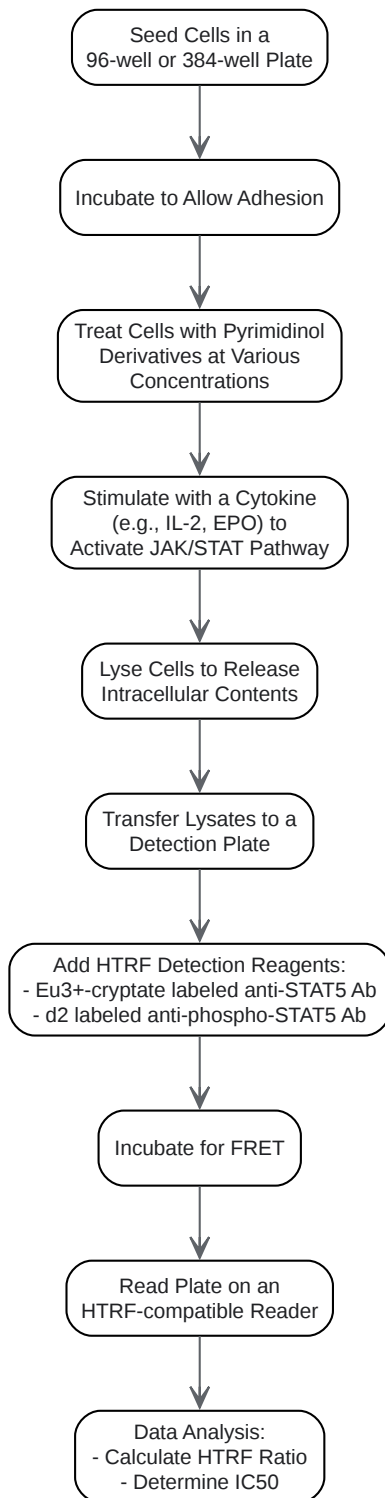 Seed Cells in a
96-well or 384-well Plate
Incubate to Allow Adhesion
Treat Cells with Pyrimidinol
Derivatives at Various
Concentrations
Stimulate with a Cytokine
(e.g., IL-2, EPO) to
Activate JAK/STAT Pathway
Lyse Cells to Release
Intracellular Contents
Transfer Lysates to a
Detection Plate
Add HTRF Detection Reagents:
- Eu3+-cryptate labeled anti-STAT5 Ab
- d2 labeled anti-phospho-STAT5 Ab
Incubate for FRET
Read Plate on an
HTRF-compatible Reader
Data Analysis:
- Calculate HTRF Ratio
- Determine IC50